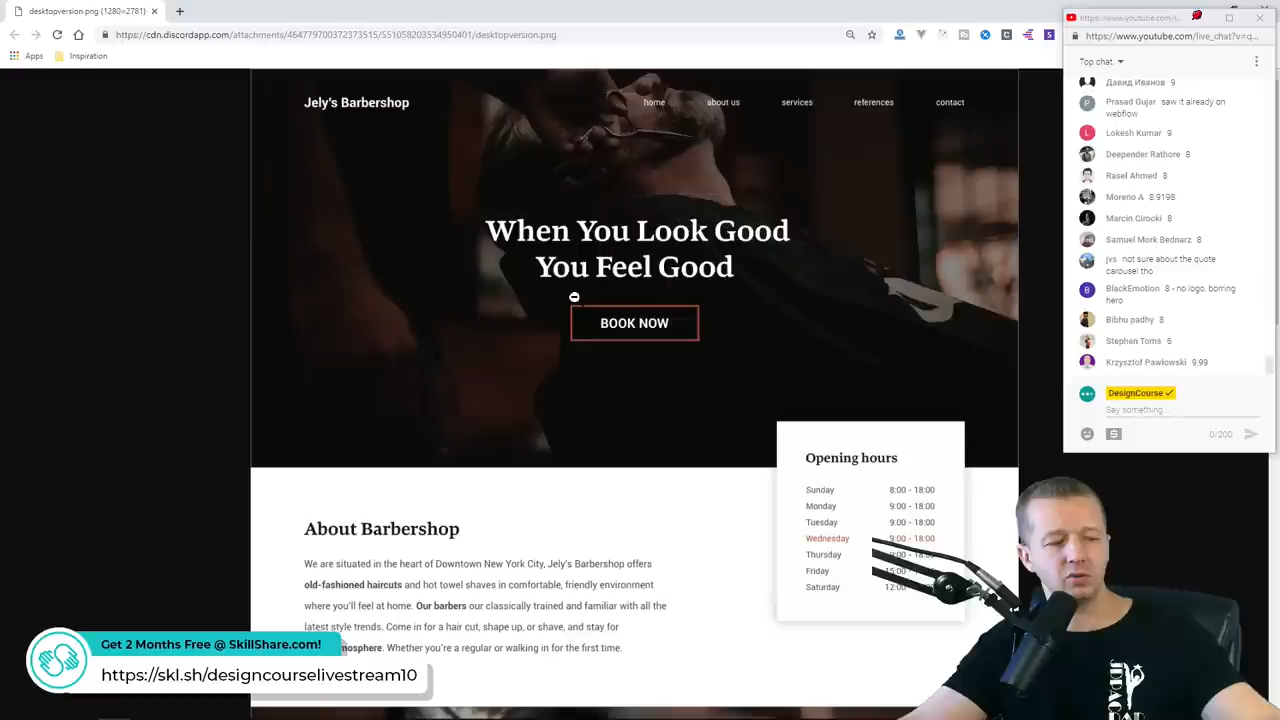 desktopversion.png (1280×2781)
https://cdn.discordapp.com/attachments/464779700372373515/551058203534950401/desktopversion.png
Apps
Inspiration
Jely's Barbershop
home
about us
services
references
contact
When You Look Good
You Feel Good
BOOK NOW
Opening hours
Sunday 8:00 - 18:00
Monday 9:00 - 18:00
Tuesday 9:00 - 18:00
Wednesday 9:00 - 18:00
Thursday
Friday
Saturday 12:00
About Barbershop
We are situated in the heart of Downtown New York City, Jely's Barbershop offers
old-fashioned haircuts and hot towel shaves in comfortable, friendly environment
where you'll feel at home. Our barbers our classically trained and familiar with all the
latest style trends. Come in for a hair cut, shape up, or shave, and stay for
Whether you're a regular or walking in for the first time.
Get 2 Months Free @ SkillShare.com!
https://skl.sh/designcourselivestream10
https://www.youtube.com/l...
https://www.youtube.com/live_chat?v=q...
Top chat
Давид Иванов 9
Prasad Gujar saw it already on
webflow
L
Lokesh Kumar 9
Deepender Rathore 8
Rasel Ahmed 8
Moreno A 8.9198
Marcin Cirocki 8
Samuel Mork Bednarz 8
jvs not sure about the quote
carousel tho
B
BlackEmotion 8 - no logo, borring
hero
Bibhu padhy 8
Stephen Toms 6
Krzysztof Pawłowski 9,99
DesignCourse
Say something...
0/200